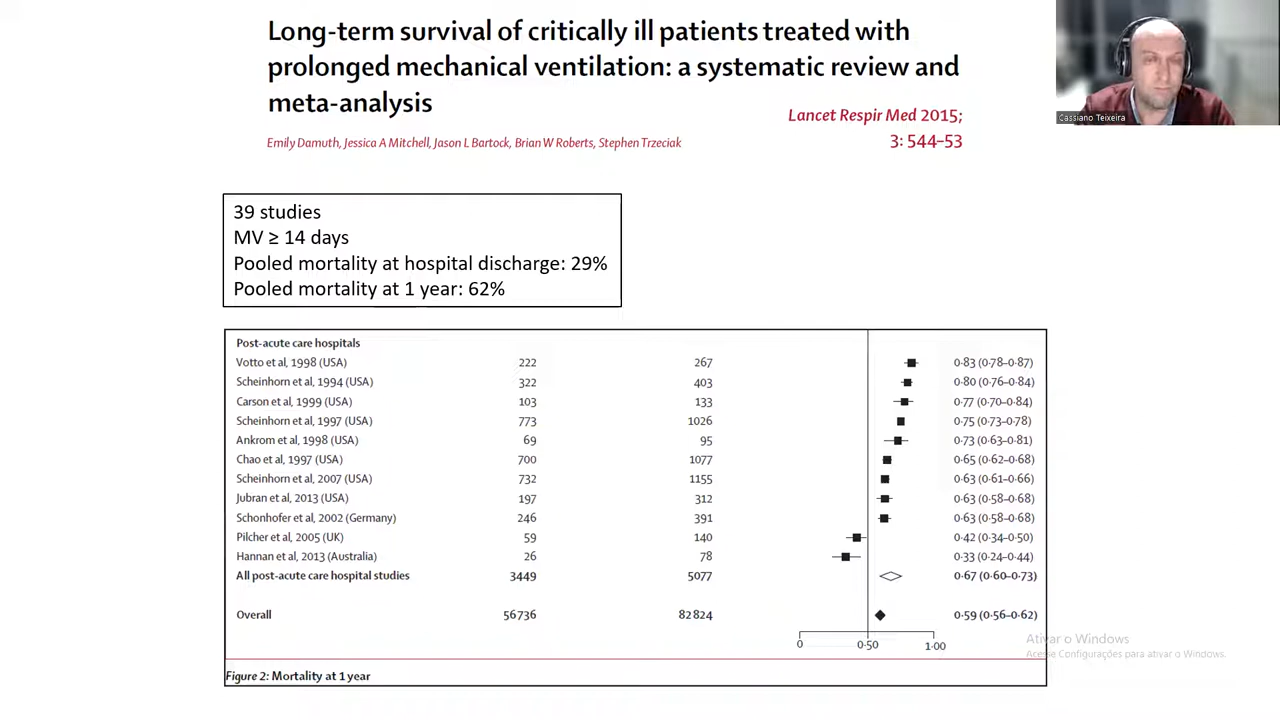 Long-term survival of critically ill patients treated with
prolonged mechanical ventilation: a systematic review and
meta-analysis
Lancet Respir Med 2015;
3: 544–53
Emily Damuth, Jessica A Mitchell, Jason L Bartock, Brian W Roberts, Stephen Trzeciak
Cassiano Teixeira
39 studies
MV ≥ 14 days
Pooled mortality at hospital discharge: 29%
Pooled mortality at 1 year: 62%
Post-acute care hospitals
Votto et al, 1998 (USA) 222 267 0·83 (0·78–0·87)
Scheinhorn et al, 1994 (USA) 322 403 0·80 (0·76–0·84)
Carson et al, 1999 (USA) 103 133 0·77 (0·70–0·84)
Scheinhorn et al, 1997 (USA) 773 1026 0·75 (0·73–0·78)
Ankrom et al, 1998 (USA) 69 95 0·73 (0·63–0·81)
Chao et al, 1997 (USA) 700 1077 0·65 (0·62–0·68)
Scheinhorn et al, 2007 (USA) 732 1155 0·63 (0·61–0·66)
Jubran et al, 2013 (USA) 197 312 0·63 (0·58–0·68)
Schonhofer et al, 2002 (Germany) 246 391 0·63 (0·58–0·68)
Pilcher et al, 2005 (UK) 59 140 0·42 (0·34–0·50)
Hannan et al, 2013 (Australia) 26 78 0·33 (0·24–0·44)
All post-acute care hospital studies 3449 5077 0·67 (0·60–0·73)
Overall 56736 82824 0·59 (0·56–0·62)
0 0·50 1·00
Ativar o Windows
Acesse Configurações para ativar o Windows.
Figure 2: Mortality at 1 year